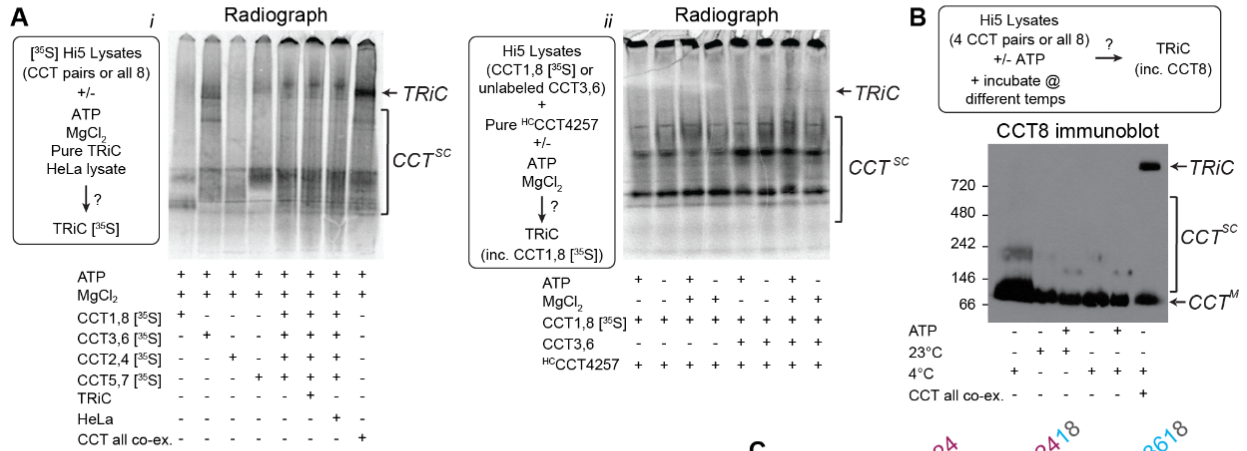 A
i
Radiograph
[³⁵S] Hi5 Lysates
(CCT pairs or all 8)
+/-
ATP
MgCl₂
Pure TRiC
HeLa lysate
?
TRiC [³⁵S]
TRiC
CCTˢᶜ
ATP + + + + + + + +
MgCl₂ + + + + + + + +
CCT1,8 [³⁵S] + - - - + + + -
CCT3,6 [³⁵S] - + - - + + + -
CCT2,4 [³⁵S] - - + - + + + -
CCT5,7 [³⁵S] - - - + + + + -
TRiC - - - - - + - -
HeLa - - - - - - + -
CCT all co-ex. - - - - - - - +
ii
Radiograph
Hi5 Lysates
(CCT1,8 [³⁵S] or
unlabeled CCT3,6)
+
Pure ᴴᶜCCT4257
+/-
ATP
MgCl₂
?
TRiC
(inc. CCT1,8 [³⁵S])
TRiC
CCTˢᶜ
ATP + - + - + - + -
MgCl₂ - - + + - - + +
CCT1,8 [³⁵S] + + + + + + + +
CCT3,6 - - - - + + + +
ᴴᶜCCT4257 + + + + + + + +
B
Hi5 Lysates
(4 CCT pairs or all 8)
+/- ATP
+ incubate @
different temps
?
TRiC
(inc. CCT8)
CCT8 immunoblot
720
480
242
146
66
TRiC
CCTˢᶜ
CCTᴹ
ATP - - + - + -
23°C - + + - - -
4°C + - - + + +
CCT all co-ex. - - - - - +
C
24
2418
3618